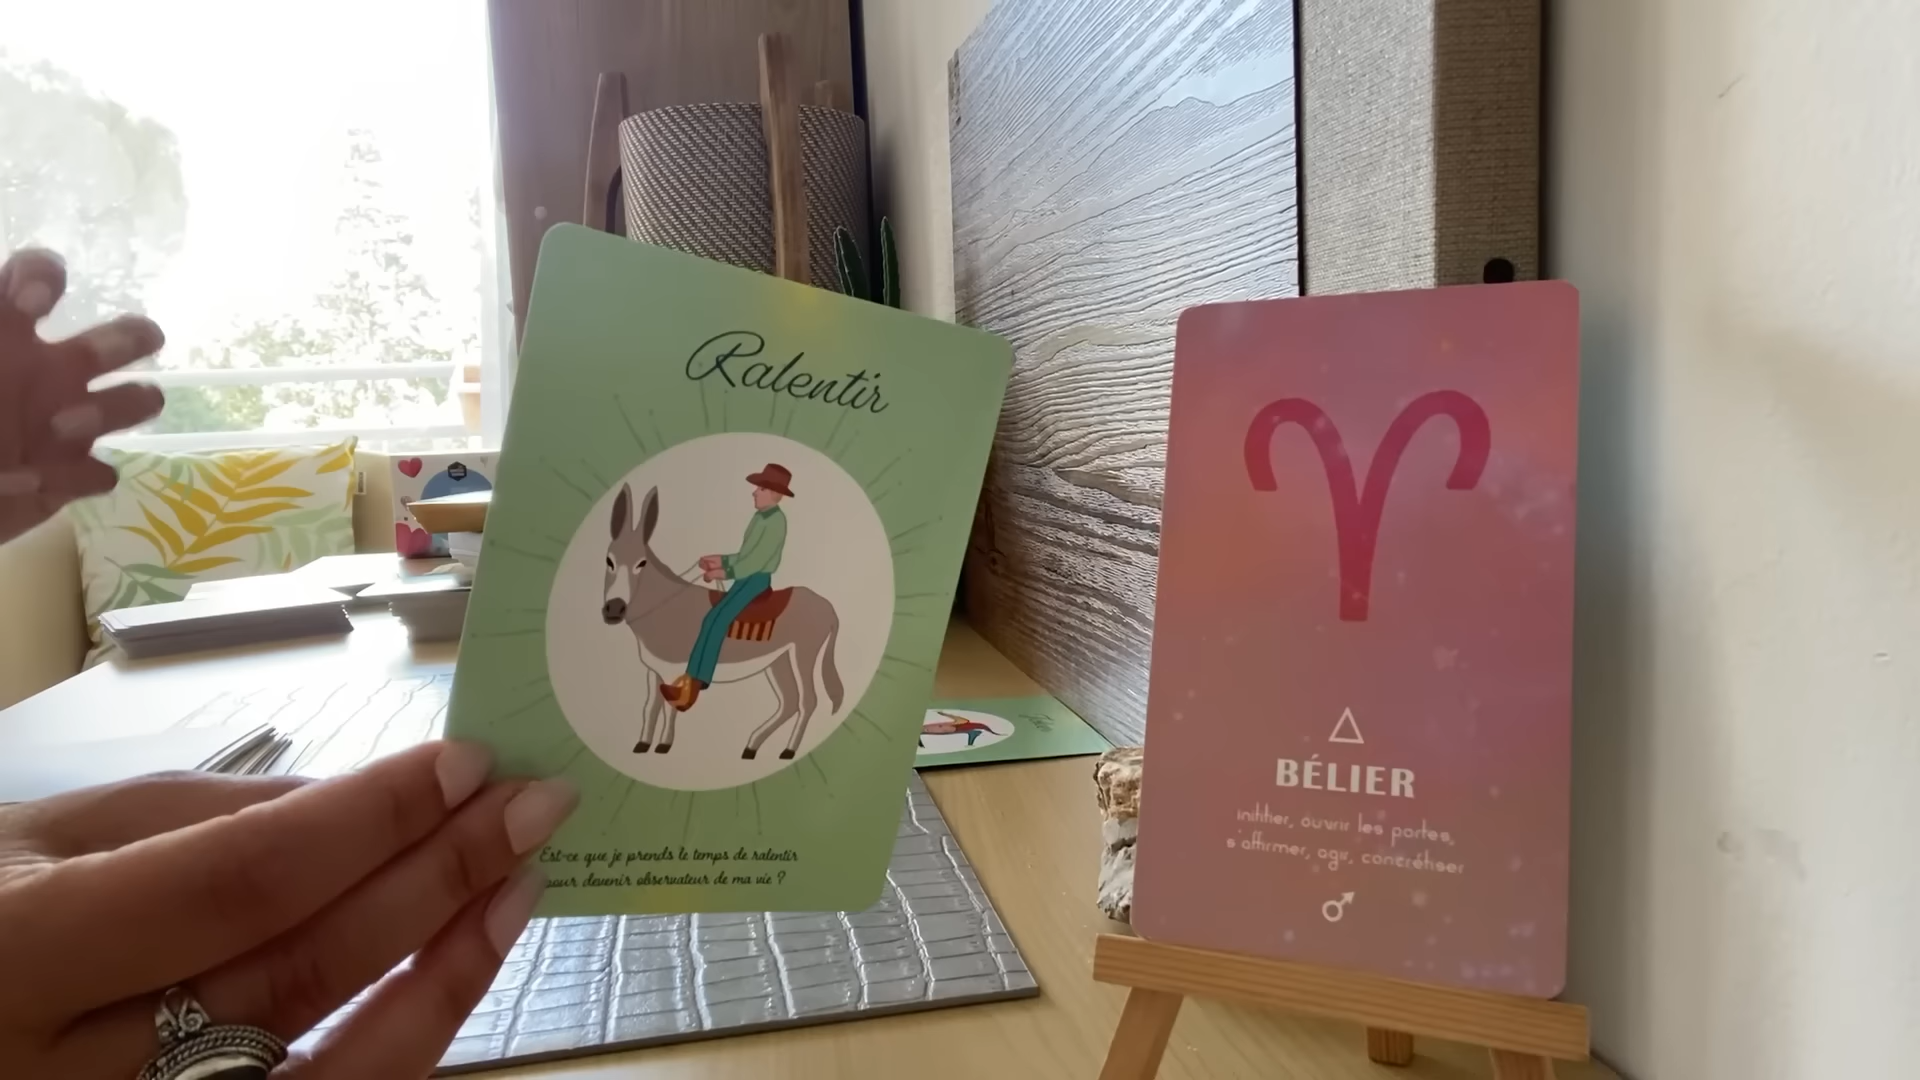 Ralentir
Est-ce que je prends le temps de ralentir
pour devenir observateur de ma vie ?
BÉLIER
initier, ouvrir les portes,
s'affirmer, agir, concrétiser